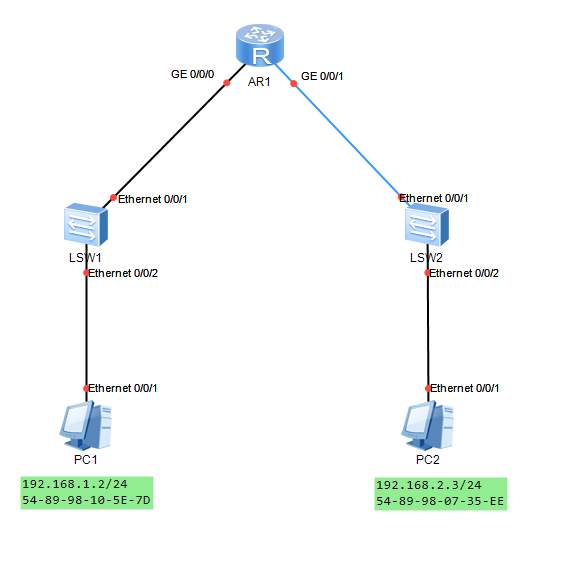 R
GE 0/0/0
GE 0/0/1
AR1
Ethernet 0/0/1
Ethernet 0/0/1
LSW1
LSW2
Ethernet 0/0/2
Ethernet 0/0/2
Ethernet 0/0/1
Ethernet 0/0/1
PC1
PC2
192.168.1.2/24
54-89-98-10-5E-7D
192.168.2.3/24
54-89-98-07-35-EE